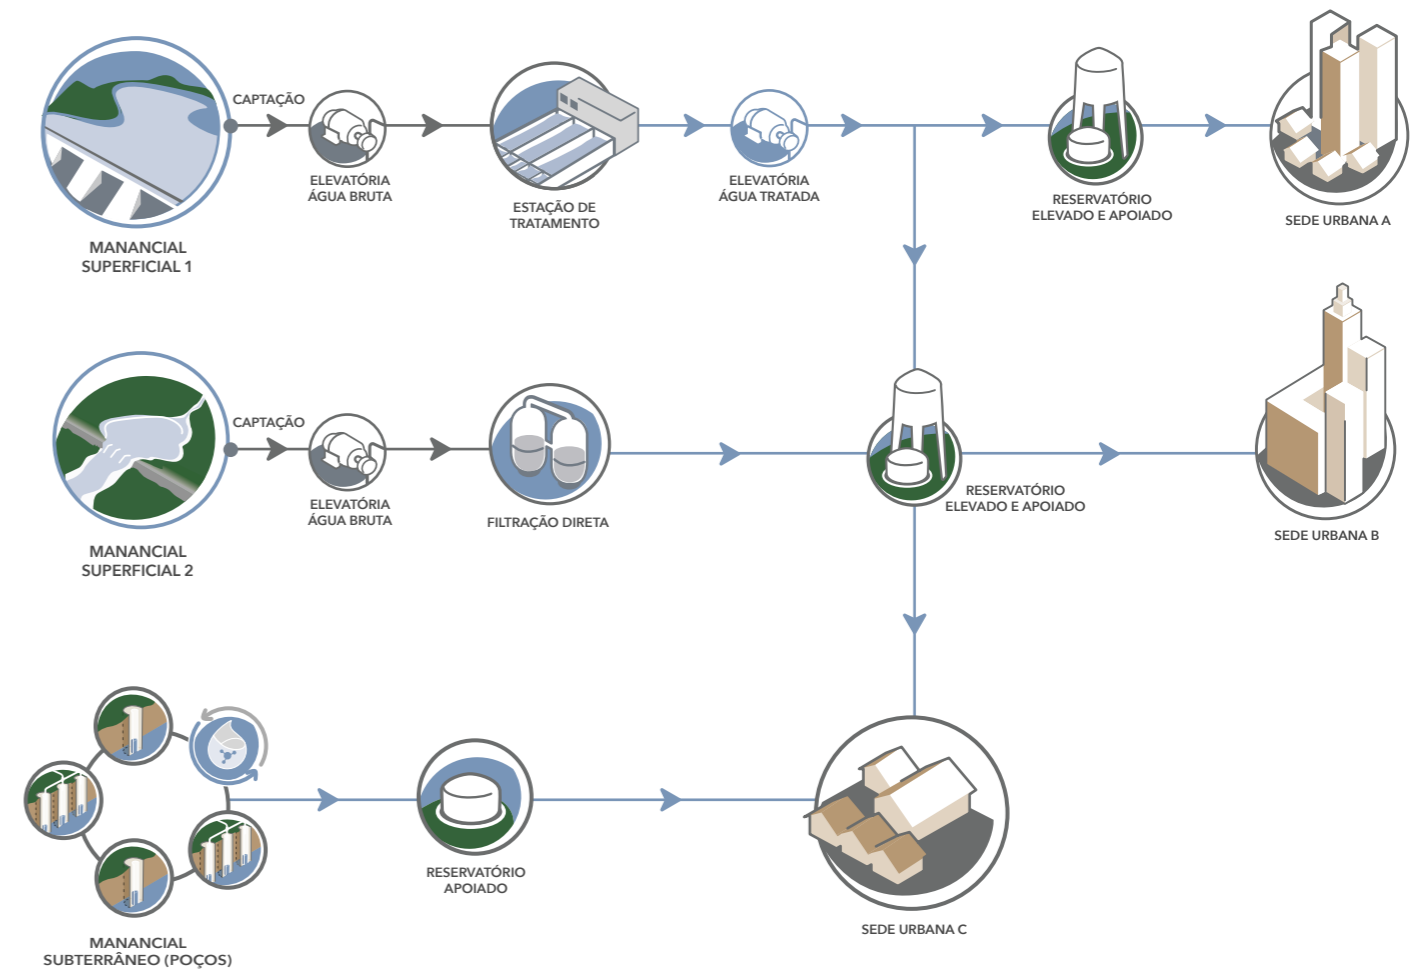 CAPTAÇÃO
ELEVATÓRIA
ÁGUA BRUTA
ESTAÇÃO DE
TRATAMENTO
ELEVATÓRIA
ÁGUA TRATADA
RESERVATÓRIO
ELEVADO E APOIADO
SEDE URBANA A
MANANCIAL
SUPERFICIAL 1
CAPTAÇÃO
ELEVATÓRIA
ÁGUA BRUTA
FILTRAÇÃO DIRETA
RESERVATÓRIO
ELEVADO E APOIADO
SEDE URBANA B
MANANCIAL
SUPERFICIAL 2
RESERVATÓRIO
APOIADO
SEDE URBANA C
MANANCIAL
SUBTERRÂNEO (POÇOS)